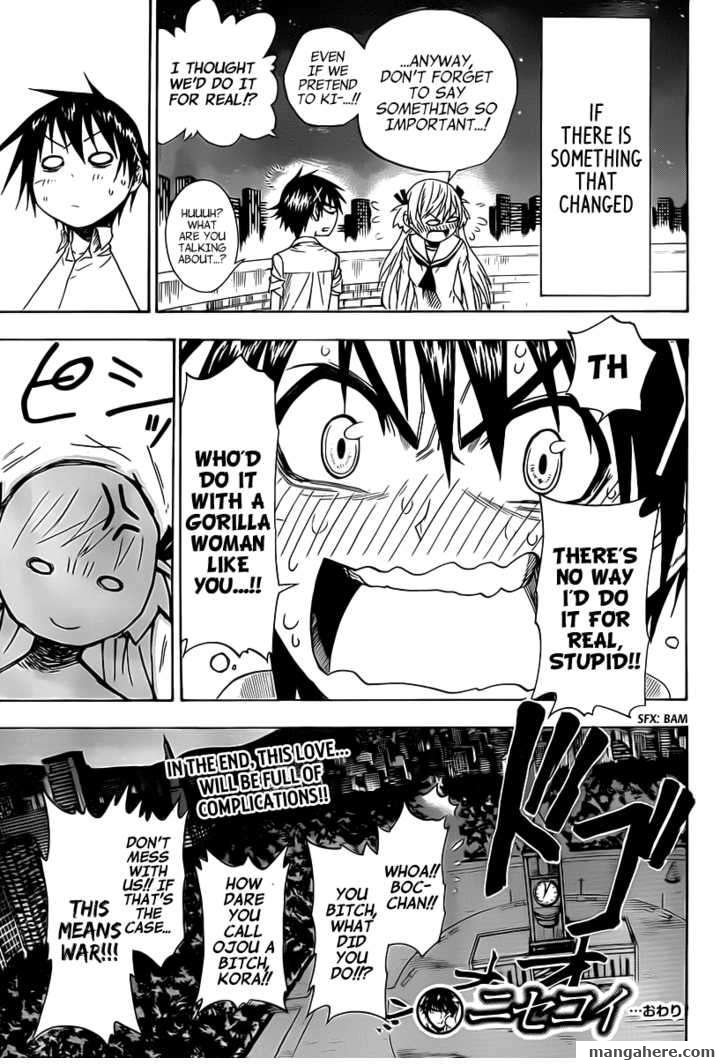 IF
THERE IS
SOMETHING
THAT
CHANGED
...ANYWAY,
DON'T FORGET
TO SAY
SOMETHING SO
IMPORTANT...!
EVEN
IF WE
PRETEND
TO KI-...!!
I THOUGHT
WE'D DO IT
FOR REAL!?
HUUUH?
WHAT
ARE YOU
TALKING
ABOUT...?
TH
THERE'S
NO WAY
I'D DO
IT FOR
REAL,
STUPID!!
WHO'D
DO IT
WITH A
GORILLA
WOMAN
LIKE
YOU...!!
ピキッ
SFX: BAM
IN THE END, THIS LOVE...
WILL BE FULL OF
COMPLICATIONS!!
WHOA!!
BOC-
CHAN!!
YOU
BITCH,
WHAT
DID
YOU
DO!!?
HOW
DARE
YOU
CALL
OJOU A
BITCH,
KORA!!
DON'T
MESS
WITH
US!! IF
THAT'S
THE
CASE...
THIS
MEANS
WAR!!!
ニセコイ
...おわり
mangahere.com